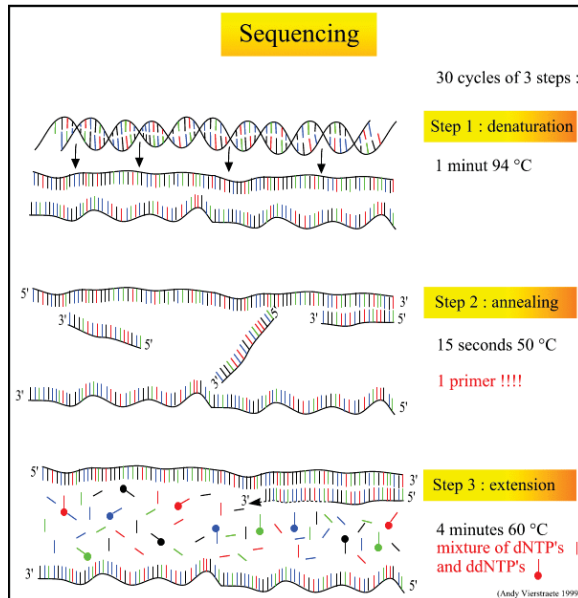 Sequencing
30 cycles of 3 steps :
Step 1 : denaturation
1 minut 94 °C
5'
3'
Step 2 : annealing
3'
5'
5'
3'
3'
15 seconds 50 °C
1 primer !!!!
3'
5'
5'
3'
Step 3 : extension
3'
5'
4 minutes 60 °C
mixture of dNTP's
and ddNTP's
3'
5'
(Andy Vierstraete 1999